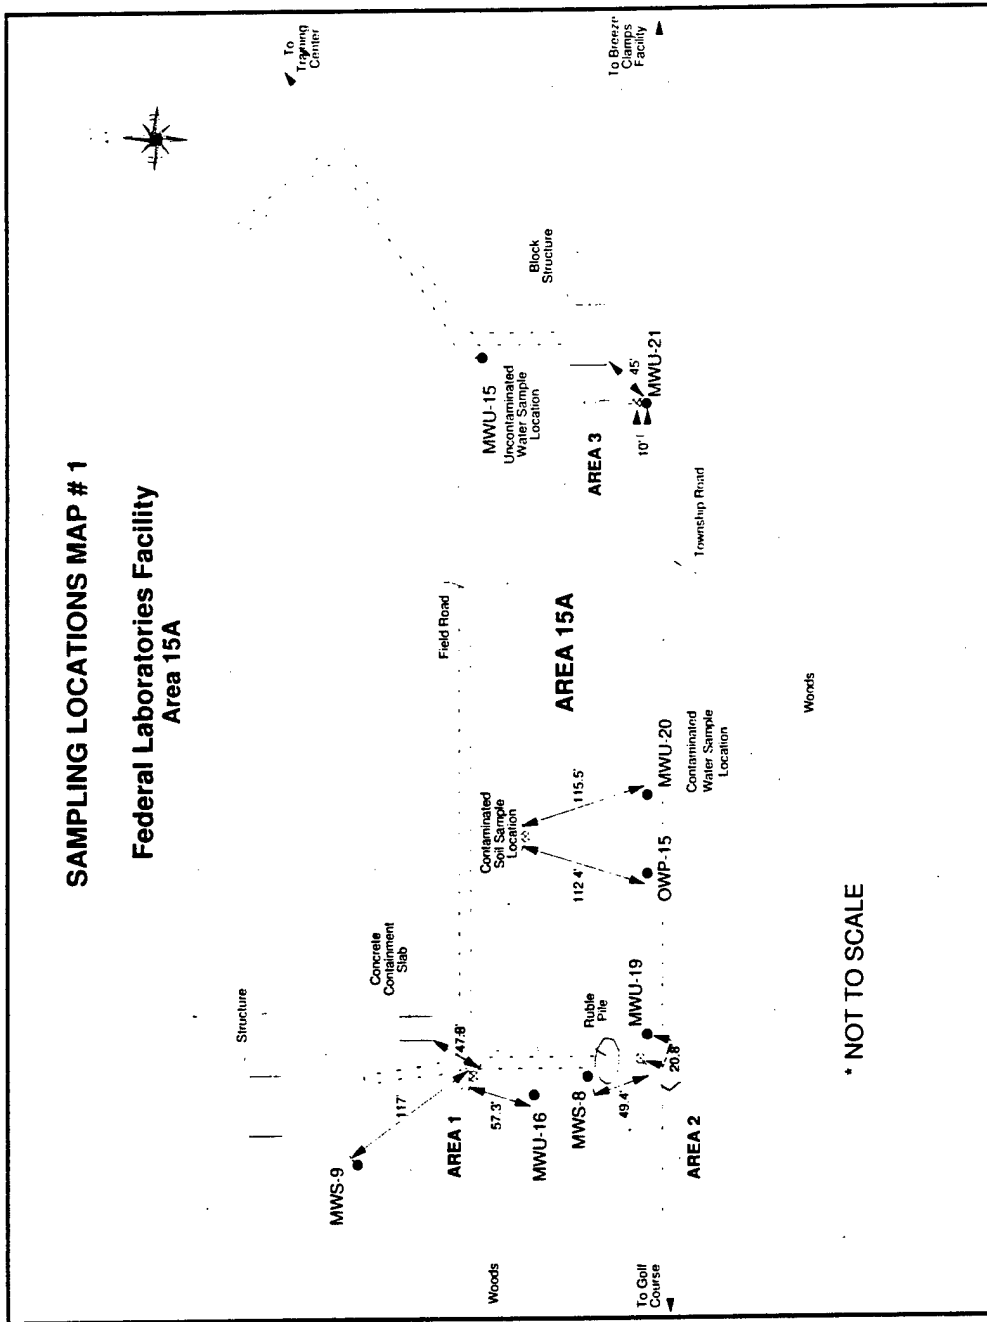 SAMPLING LOCATIONS MAP # 1
Federal Laboratories Facility
Area 15A
To
Training
Center
To Breeze
Clamps
Facility
Structure
Concrete
Containment
Slab
Field Road
MWU-15
Uncontaminated
Water Sample
Location
Block
Structure
MWS-9
117'
47.8'
AREA 1
57.3'
MWU-16
Contaminated
Soil Sample
Location
AREA 15A
AREA 3
10'
45'
MWU-21
Woods
MWS-8
Ruble
Pile
49.4'
20.8'
MWU-19
112.4'
115.5'
OWP-15
MWU-20
Contaminated
Water Sample
Location
Township Road
AREA 2
To Golf
Course
Woods
* NOT TO SCALE